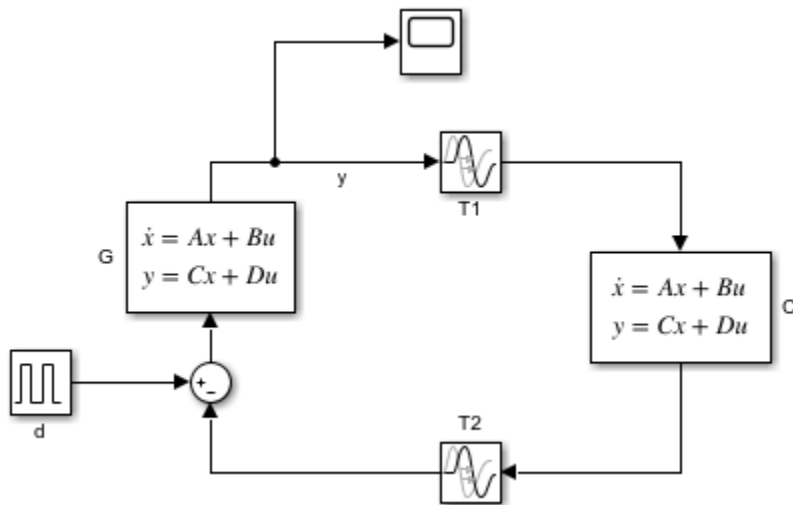 y
T1
G
ẋ = Ax + Bu
y = Cx + Du
ẋ = Ax + Bu
y = Cx + Du
+
−
d
T2